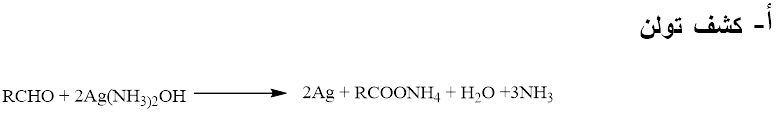 أ- كشف تولن
RCHO + 2Ag(NH₃)₂OH ⟶ 2Ag + RCOONH₄ + H₂O +3NH₃